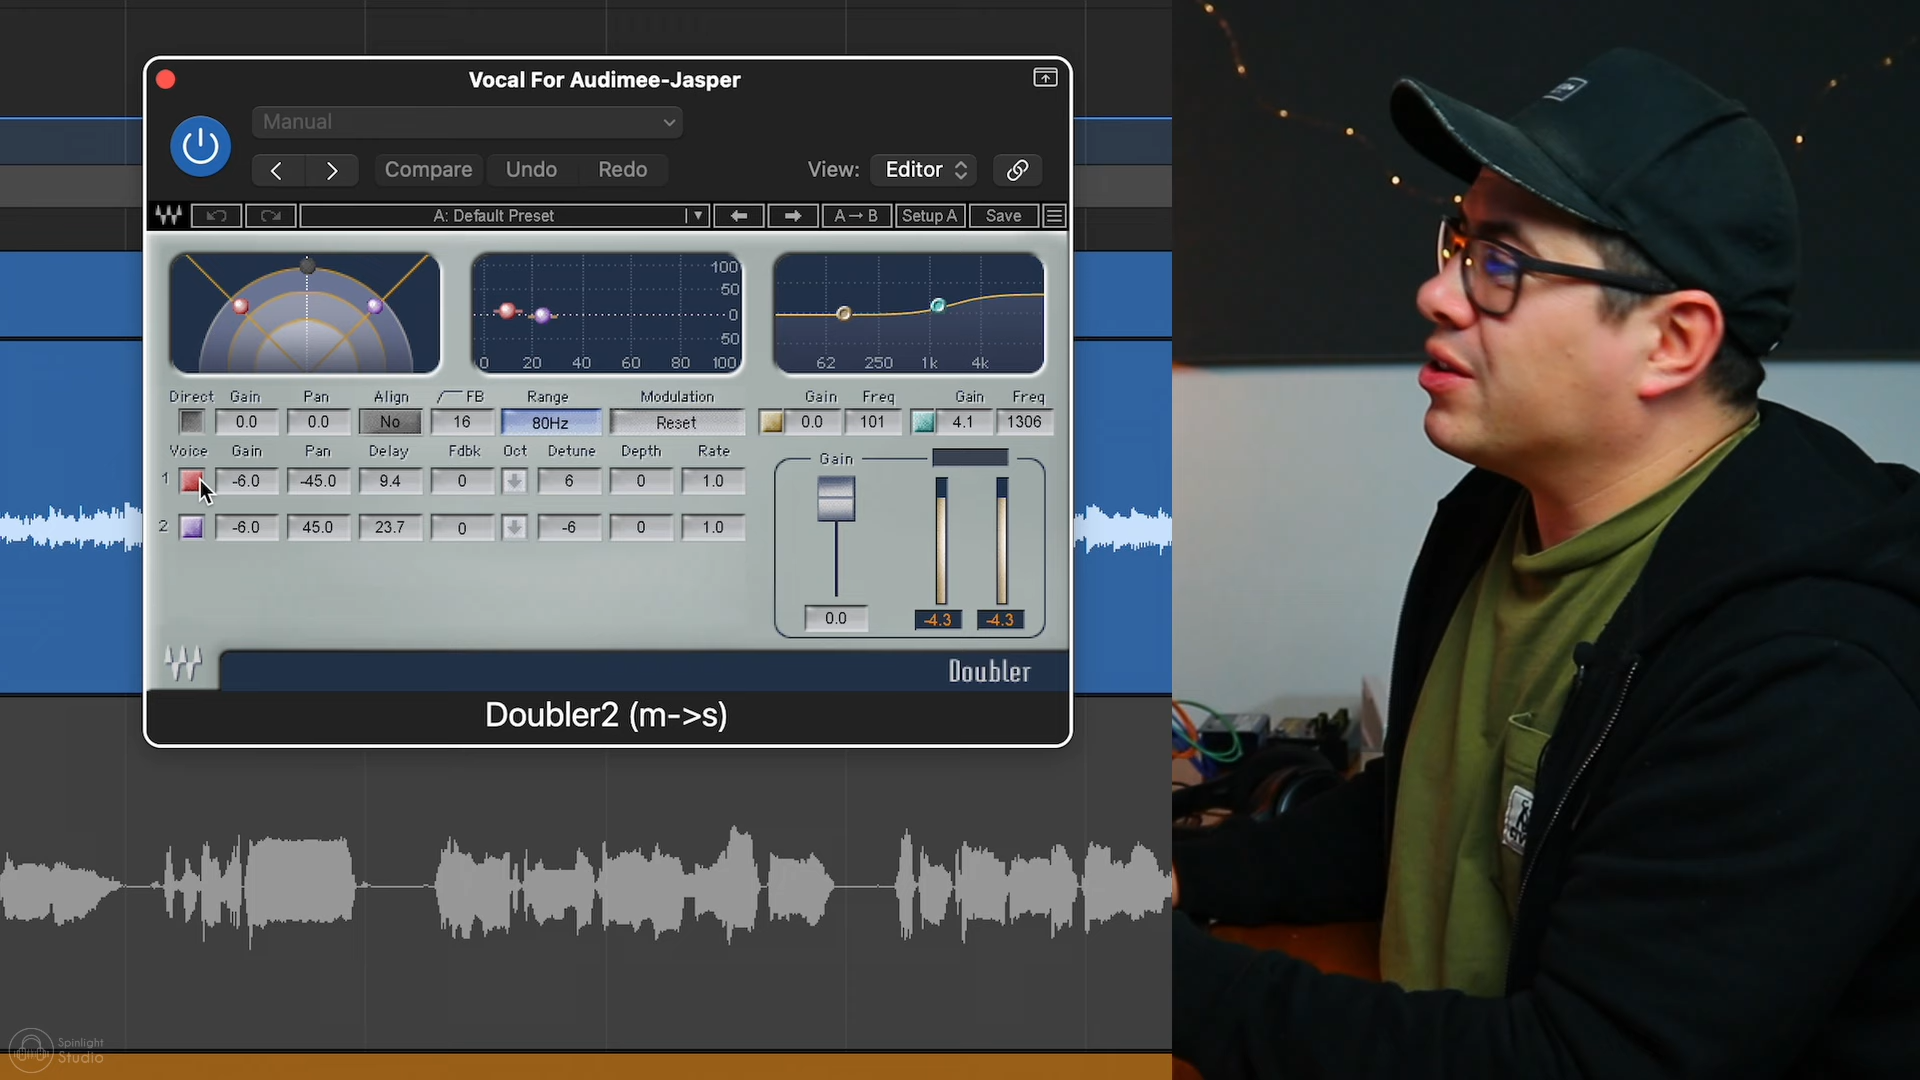 Vocal For Audimee-Jasper
Manual
Compare Undo Redo View: Editor
A: Default Preset A→B Setup A Save
100
50
0
50
0 20 40 60 80 100
62 250 1k 4k
Direct Gain Pan Align FB Range Modulation Gain Freq Gain Freq
0.0 0.0 No 16 80Hz Reset 0.0 101 4.1 1306
Voice Gain Pan Delay Fdbk Oct Detune Depth Rate Gain
1 -6.0 -45.0 9.4 0 6 0 1.0
2 -6.0 45.0 23.7 0 -6 0 1.0
0.0 -4.3 -4.3
Doubler
Doubler2 (m->s)
Spinlight
Studio